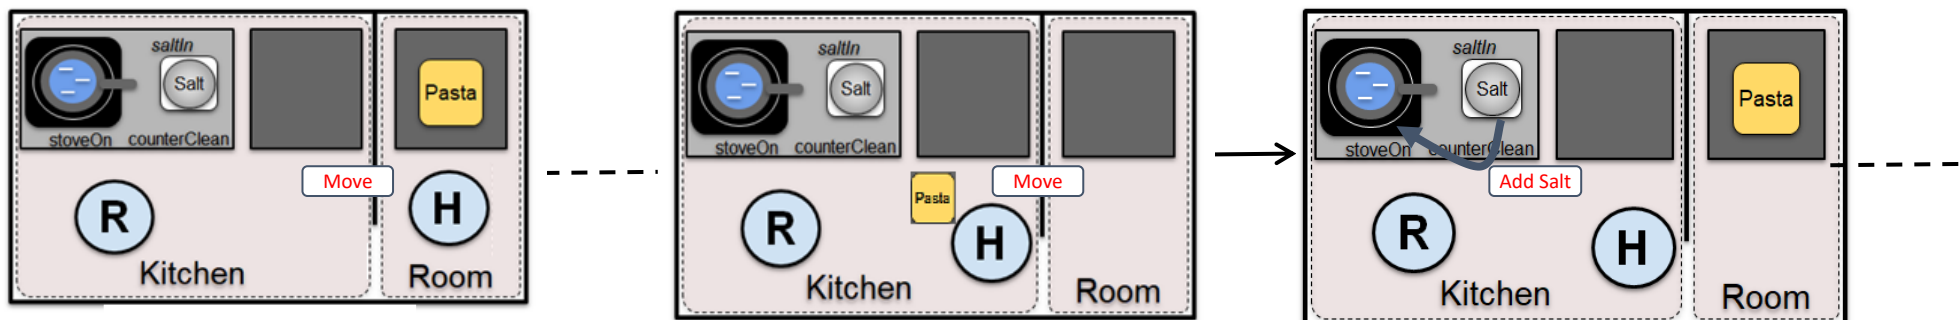 saltIn
Salt
Pasta
stoveOn counterClean
Move
R
H
Kitchen
Room
saltIn
Salt
stoveOn counterClean
Pasta
Move
R
H
Kitchen
Room
saltIn
Salt
Pasta
stoveOn counterClean
Add Salt
R
H
Kitchen
Room